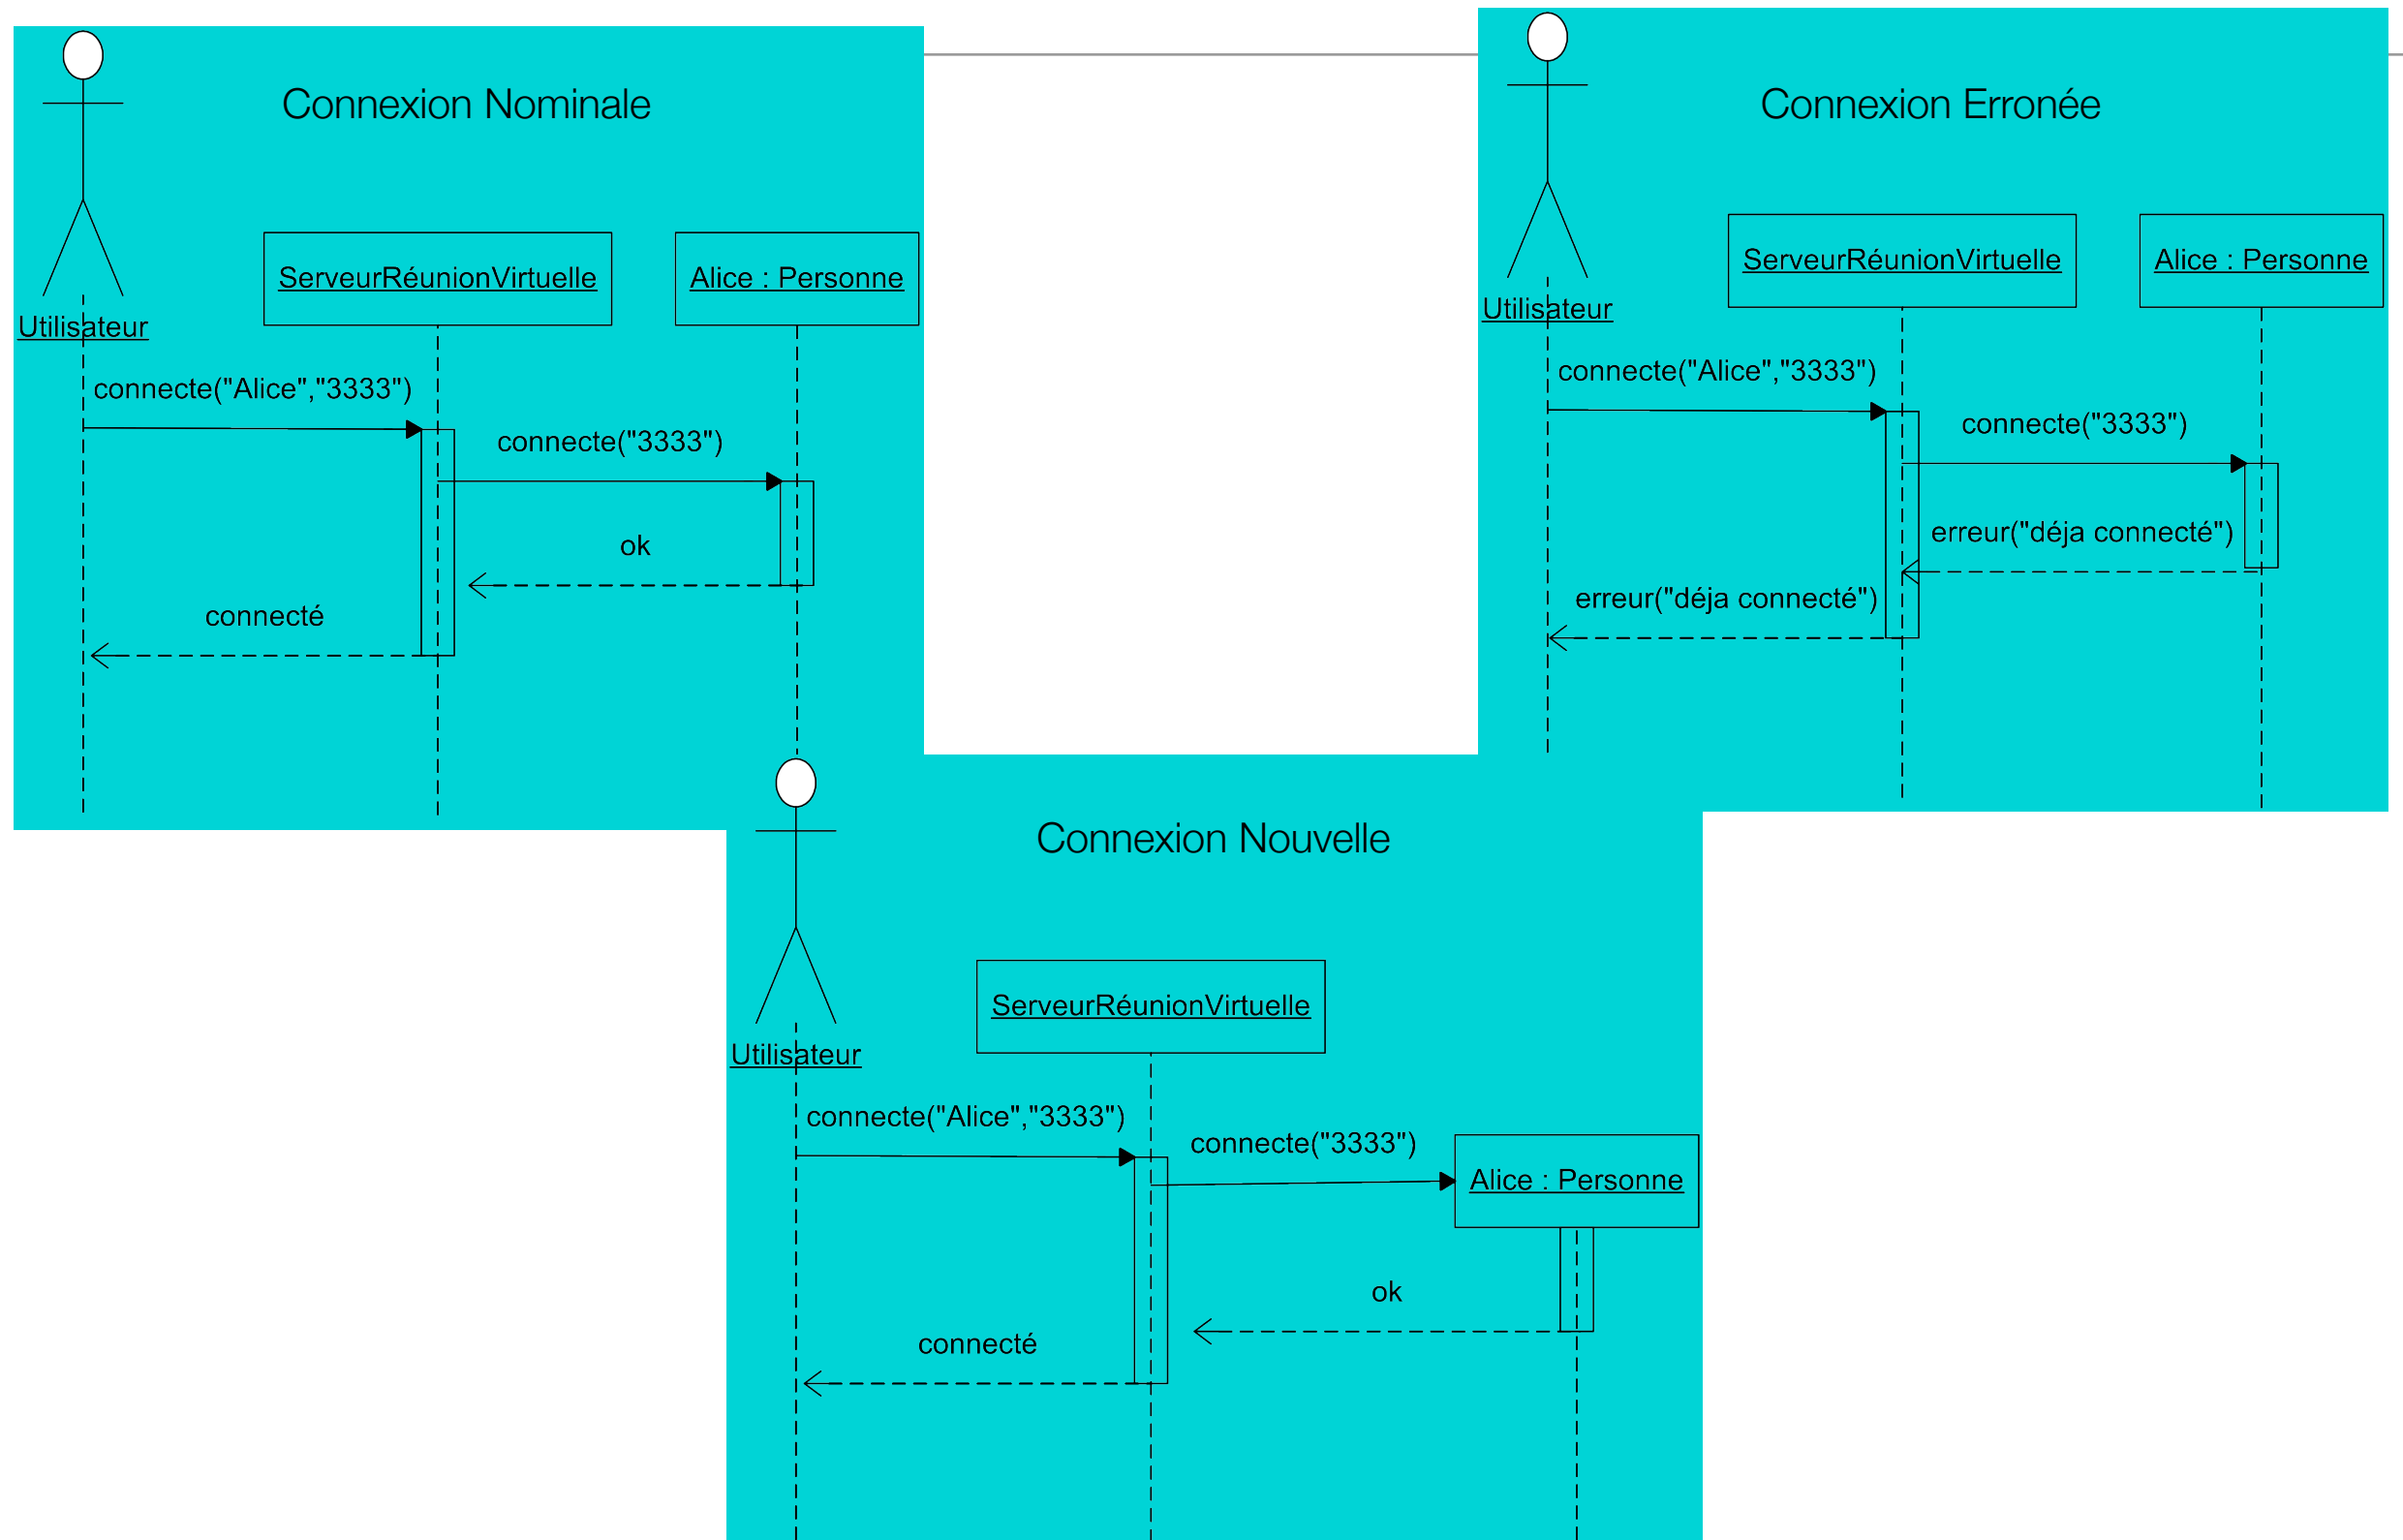 Connexion Nominale
ServeurRéunionVirtuelle
Alice : Personne
Utilisateur
connecte("Alice","3333")
connecte("3333")
ok
connecté
Connexion Erronée
ServeurRéunionVirtuelle
Alice : Personne
Utilisateur
connecte("Alice","3333")
connecte("3333")
erreur("déja connecté")
erreur("déja connecté")
Connexion Nouvelle
ServeurRéunionVirtuelle
Utilisateur
connecte("Alice","3333")
connecte("3333")
Alice : Personne
ok
connecté